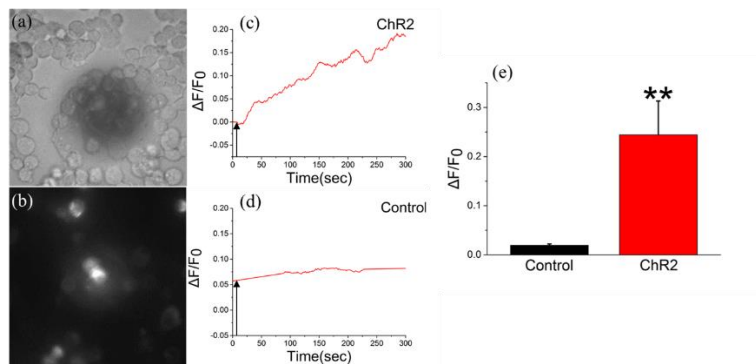 (a)
(b)
(c)
ChR2
ΔF/F0
0.20
0.15
0.10
0.05
0.00
-0.05
0 50 100 150 200 250 300
Time(sec)
(d)
Control
ΔF/F0
0.20
0.15
0.10
0.05
0.00
-0.05
0 50 100 150 200 250 300
Time(sec)
(e)
**
ΔF/F0
0.3
0.2
0.1
0.0
Control ChR2